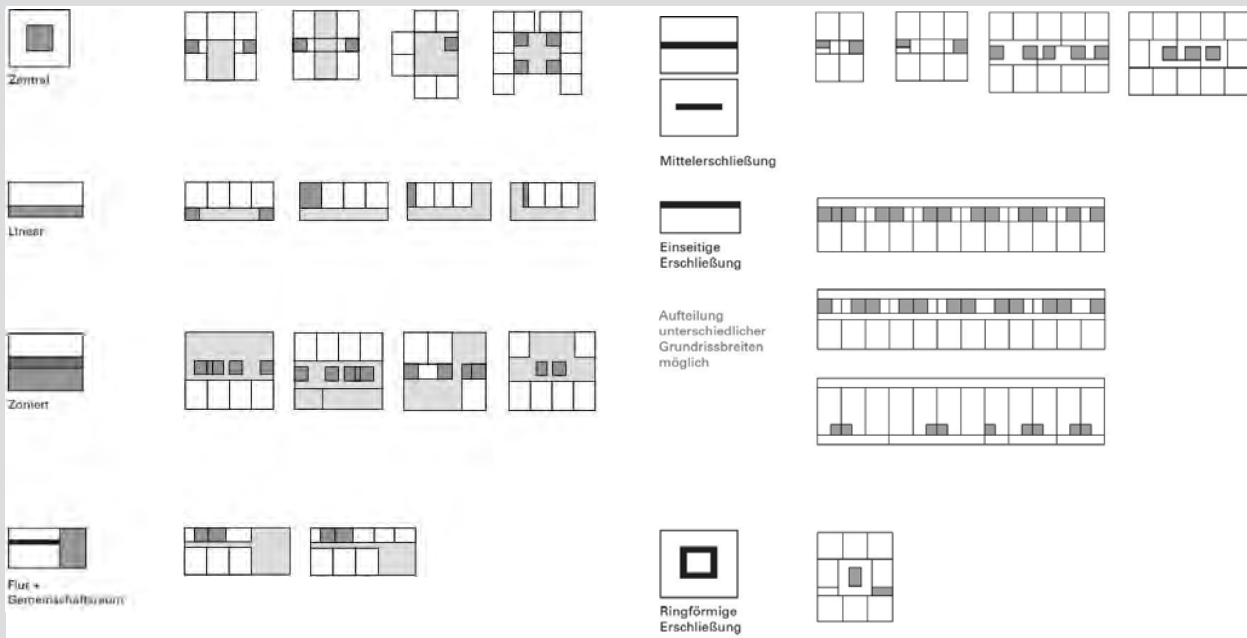 Zentral
Linear
Zoniert
Flur +
Gemeinschaftsraum
Mittelerschließung
Einseitige
Erschließung
Aufteilung
unterschiedlicher
Grundrissbreiten
möglich
Ringförmige
Erschließung